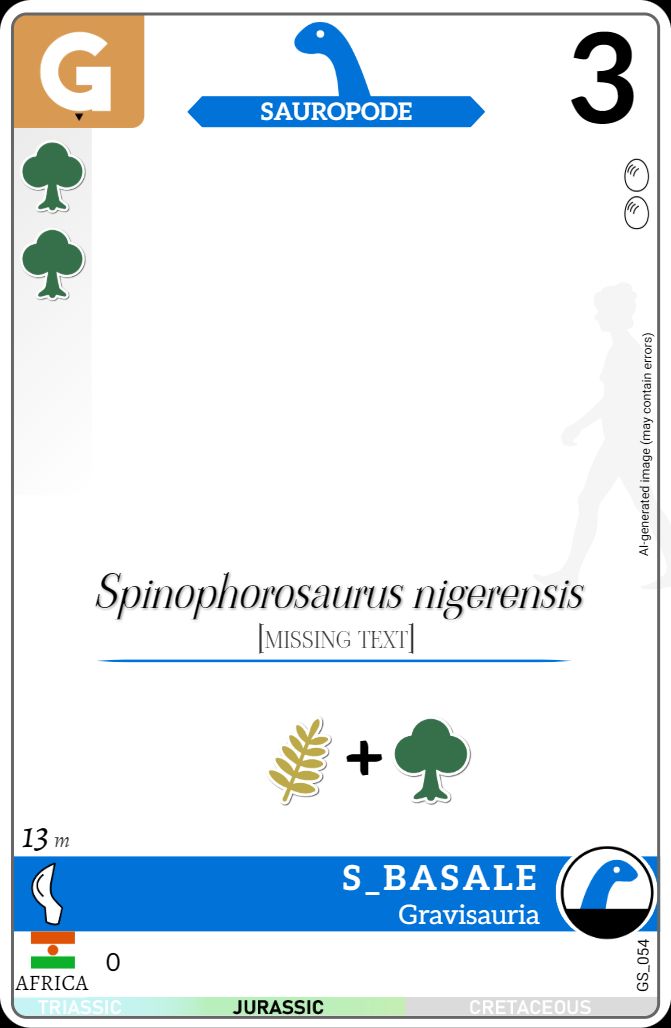 G
SAUROPODE
3
AI-generated image (may contain errors)
Spinophorosaurus nigerensis
[MISSING TEXT]
+
13 m
S_BASALE
Gravisauria
AFRICA
0
GS_054
TRIASSIC
JURASSIC
CRETACEOUS